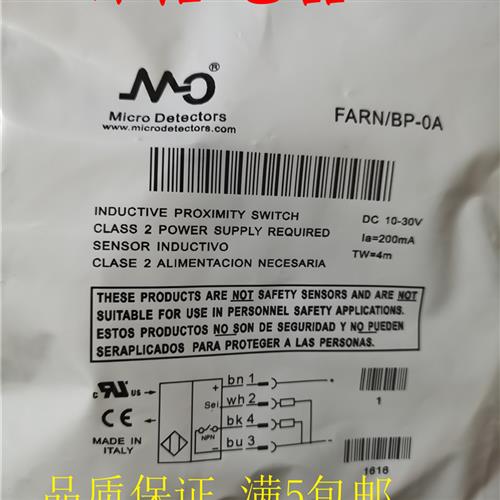 MD®
Micro Detectors
www.microdetectors.com
FARN/BP-0A
INDUCTIVE PROXIMITY SWITCH
CLASS 2 POWER SUPPLY REQUIRED
SENSOR INDUCTIVO
CLASE 2 ALIMENTACION NECESARIA
DC 10-30V
Ia=200mA
TW=4m
THESE PRODUCTS ARE NOT SAFETY SENSORS AND ARE NOT
SUITABLE FOR USE IN PERSONNEL SAFETY APPLICATIONS.
ESTOS PRODUCTOS NO SON DE SEGURIDAD Y NO PUEDEN
SERAPLICADOS PARA PROTEGER A LAS PERSONAS.
c RU US
CE
MADE IN
ITALY
+ bn 1
Sel wh 2
bk 4
NPN
- bu 3
1
1616
品质保证 满5包邮